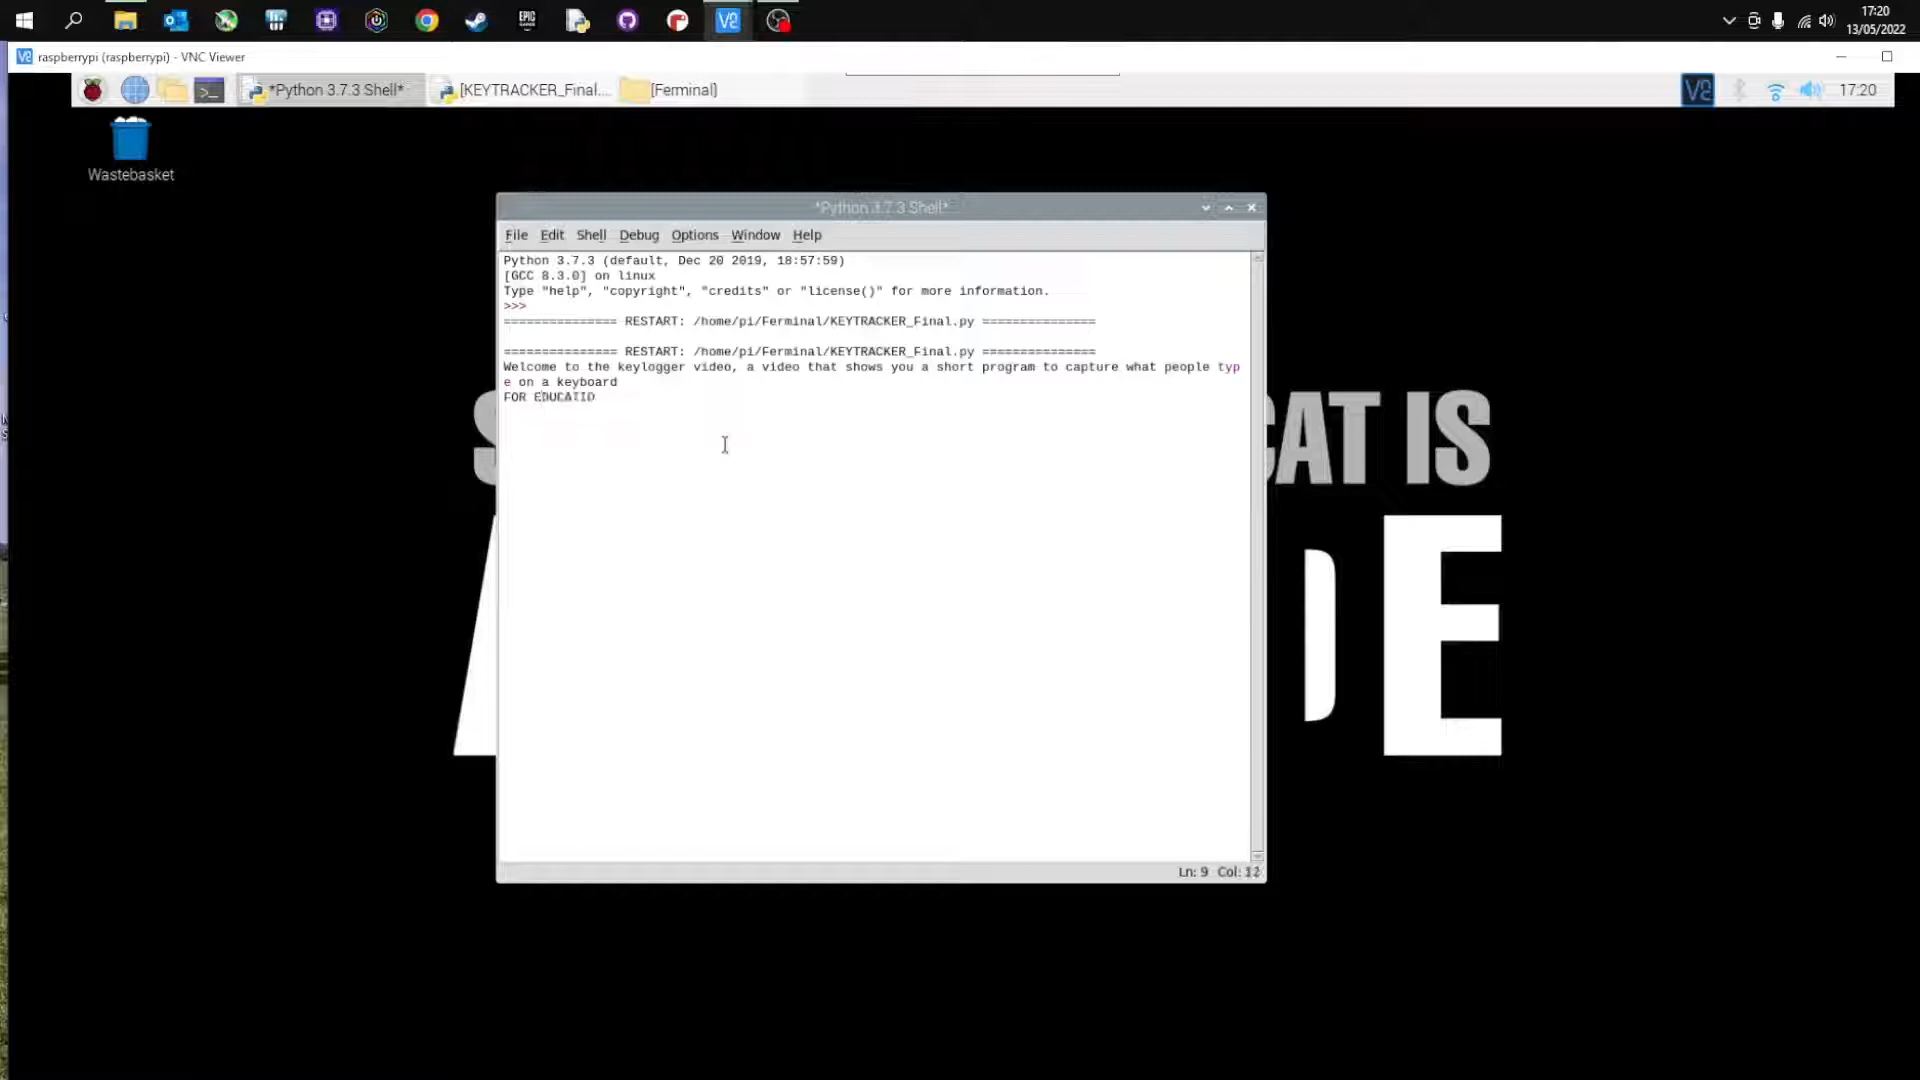 17:20
13/05/2022
raspberrypi (raspberrypi) - VNC Viewer
*Python 3.7.3 Shell*
[KEYTRACKER_Final....
[Ferminal]
17:20
Wastebasket
*Python 3.7.3 Shell*
File Edit Shell Debug Options Window Help
Python 3.7.3 (default, Dec 20 2019, 18:57:59)
[GCC 8.3.0] on linux
Type "help", "copyright", "credits" or "license()" for more information.
>>>
=============== RESTART: /home/pi/Ferminal/KEYTRACKER_Final.py ===============
=============== RESTART: /home/pi/Ferminal/KEYTRACKER_Final.py ===============
Welcome to the keylogger video, a video that shows you a short program to capture what people typ
e on a keyboard
FOR EDUCATIO
CAT IS
E
Ln: 9 Col: 12